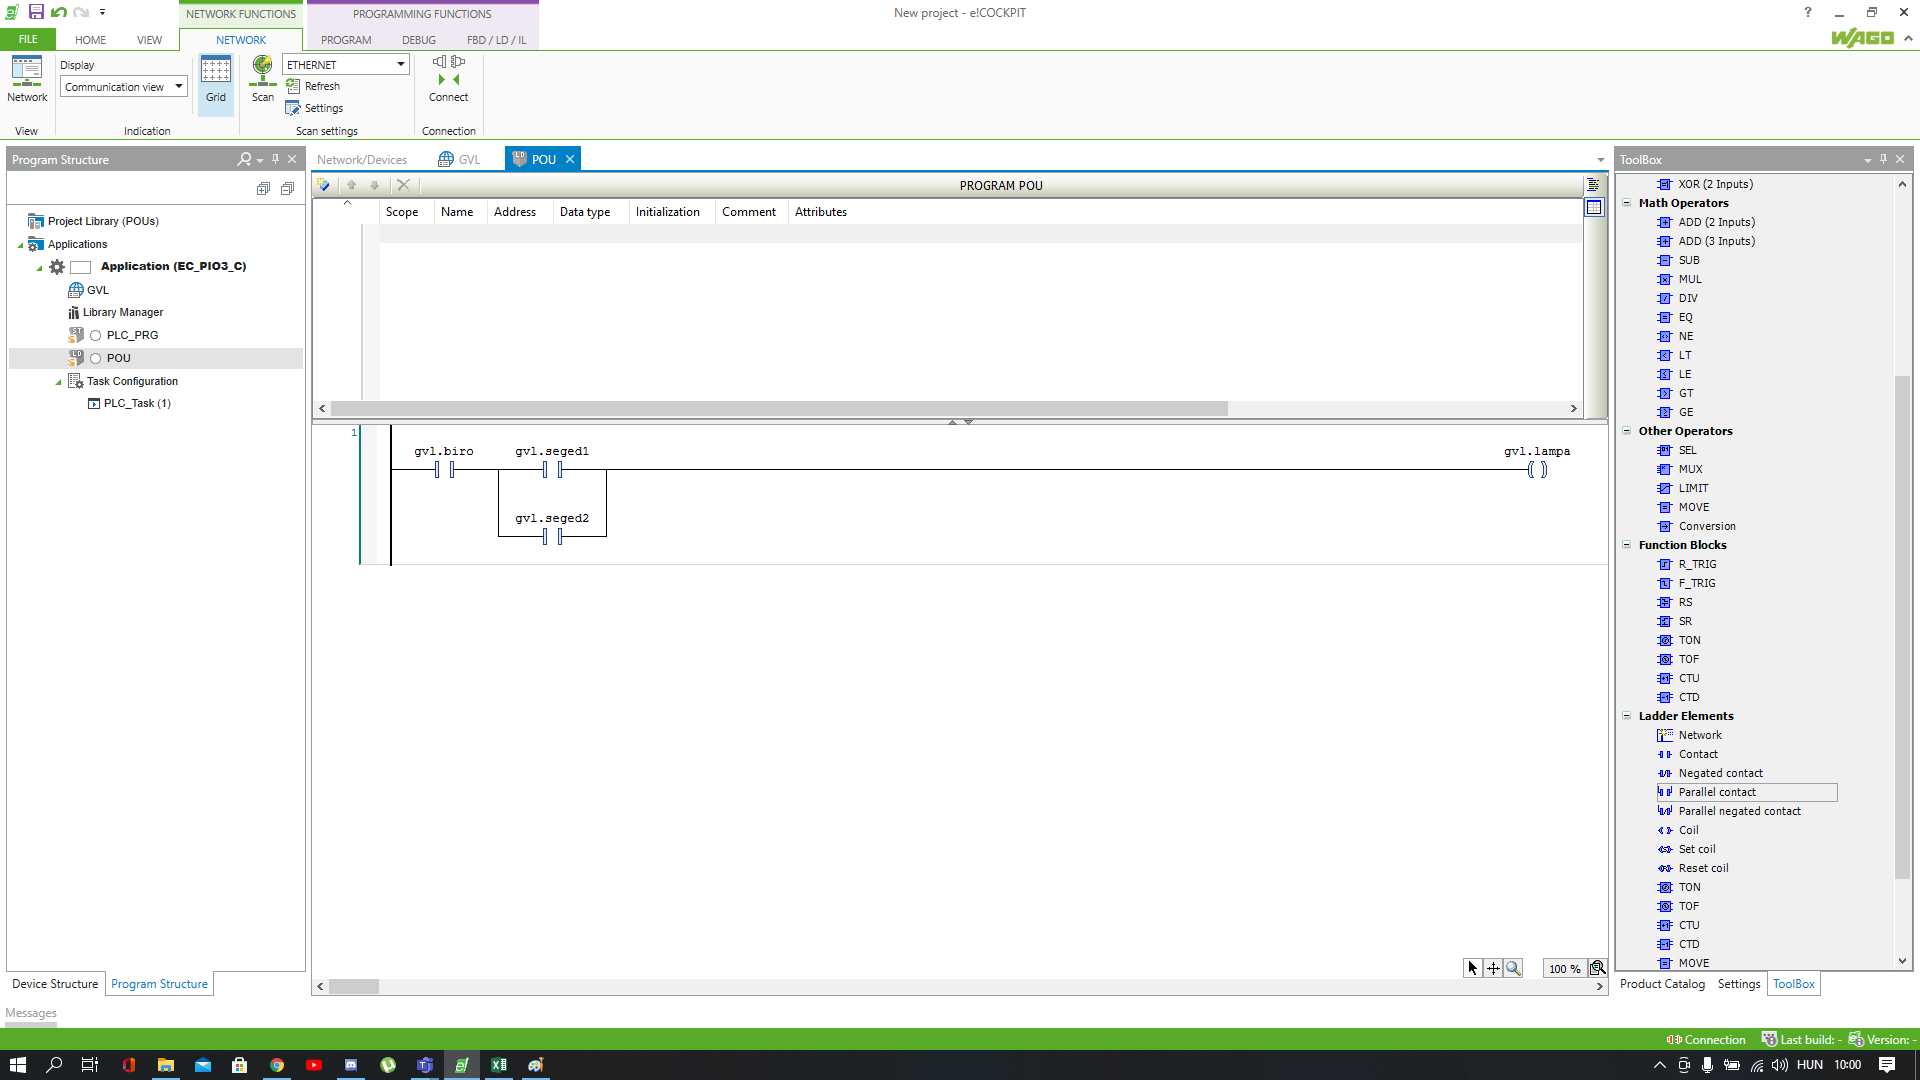 NETWORK FUNCTIONS
PROGRAMMING FUNCTIONS
New project - e!COCKPIT
?
FILE
HOME
VIEW
NETWORK
PROGRAM
DEBUG
FBD / LD / IL
WAGO
Network
Display
Communication view
Grid
Scan
ETHERNET
Refresh
Settings
Connect
View
Indication
Scan settings
Connection
Program Structure
Project Library (POUs)
Applications
Application (EC_PIO3_C)
GVL
Library Manager
PLC_PRG
POU
Task Configuration
PLC_Task (1)
Device Structure
Program Structure
Messages
Network/Devices
GVL
POU
PROGRAM POU
Scope
Name
Address
Data type
Initialization
Comment
Attributes
1
gvl.biro
gvl.seged1
gvl.lampa
gvl.seged2
100 %
ToolBox
XOR (2 Inputs)
Math Operators
ADD (2 Inputs)
ADD (3 Inputs)
SUB
MUL
DIV
EQ
NE
LT
LE
GT
GE
Other Operators
SEL
MUX
LIMIT
MOVE
Conversion
Function Blocks
R_TRIG
F_TRIG
RS
SR
TON
TOF
CTU
CTD
Ladder Elements
Network
Contact
Negated contact
Parallel contact
Parallel negated contact
Coil
Set coil
Reset coil
TON
TOF
CTU
CTD
MOVE
Product Catalog
Settings
ToolBox
Connection
Last build: -
Version: -
HUN
10:00